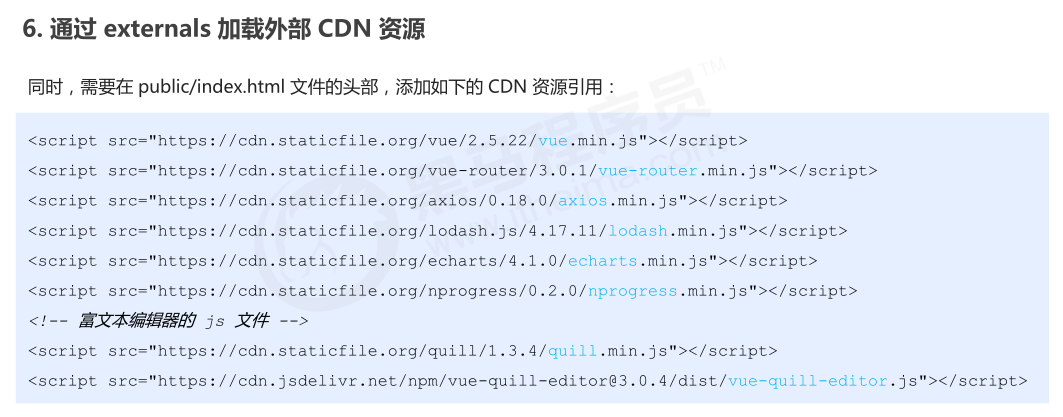 6. 通过 externals 加载外部 CDN 资源
同时，需要在 public/index.html 文件的头部，添加如下的 CDN 资源引用：
<script src="https://cdn.staticfile.org/vue/2.5.22/vue.min.js"></script>
<script src="https://cdn.staticfile.org/vue-router/3.0.1/vue-router.min.js"></script>
<script src="https://cdn.staticfile.org/axios/0.18.0/axios.min.js"></script>
<script src="https://cdn.staticfile.org/lodash.js/4.17.11/lodash.min.js"></script>
<script src="https://cdn.staticfile.org/echarts/4.1.0/echarts.min.js"></script>
<script src="https://cdn.staticfile.org/nprogress/0.2.0/nprogress.min.js"></script>
<!-- 富文本编辑器的 js 文件 -->
<script src="https://cdn.staticfile.org/quill/1.3.4/quill.min.js"></script>
<script src="https://cdn.jsdelivr.net/npm/vue-quill-editor@3.0.4/dist/vue-quill-editor.js"></script>
黑马程序员™
www.itheima.com